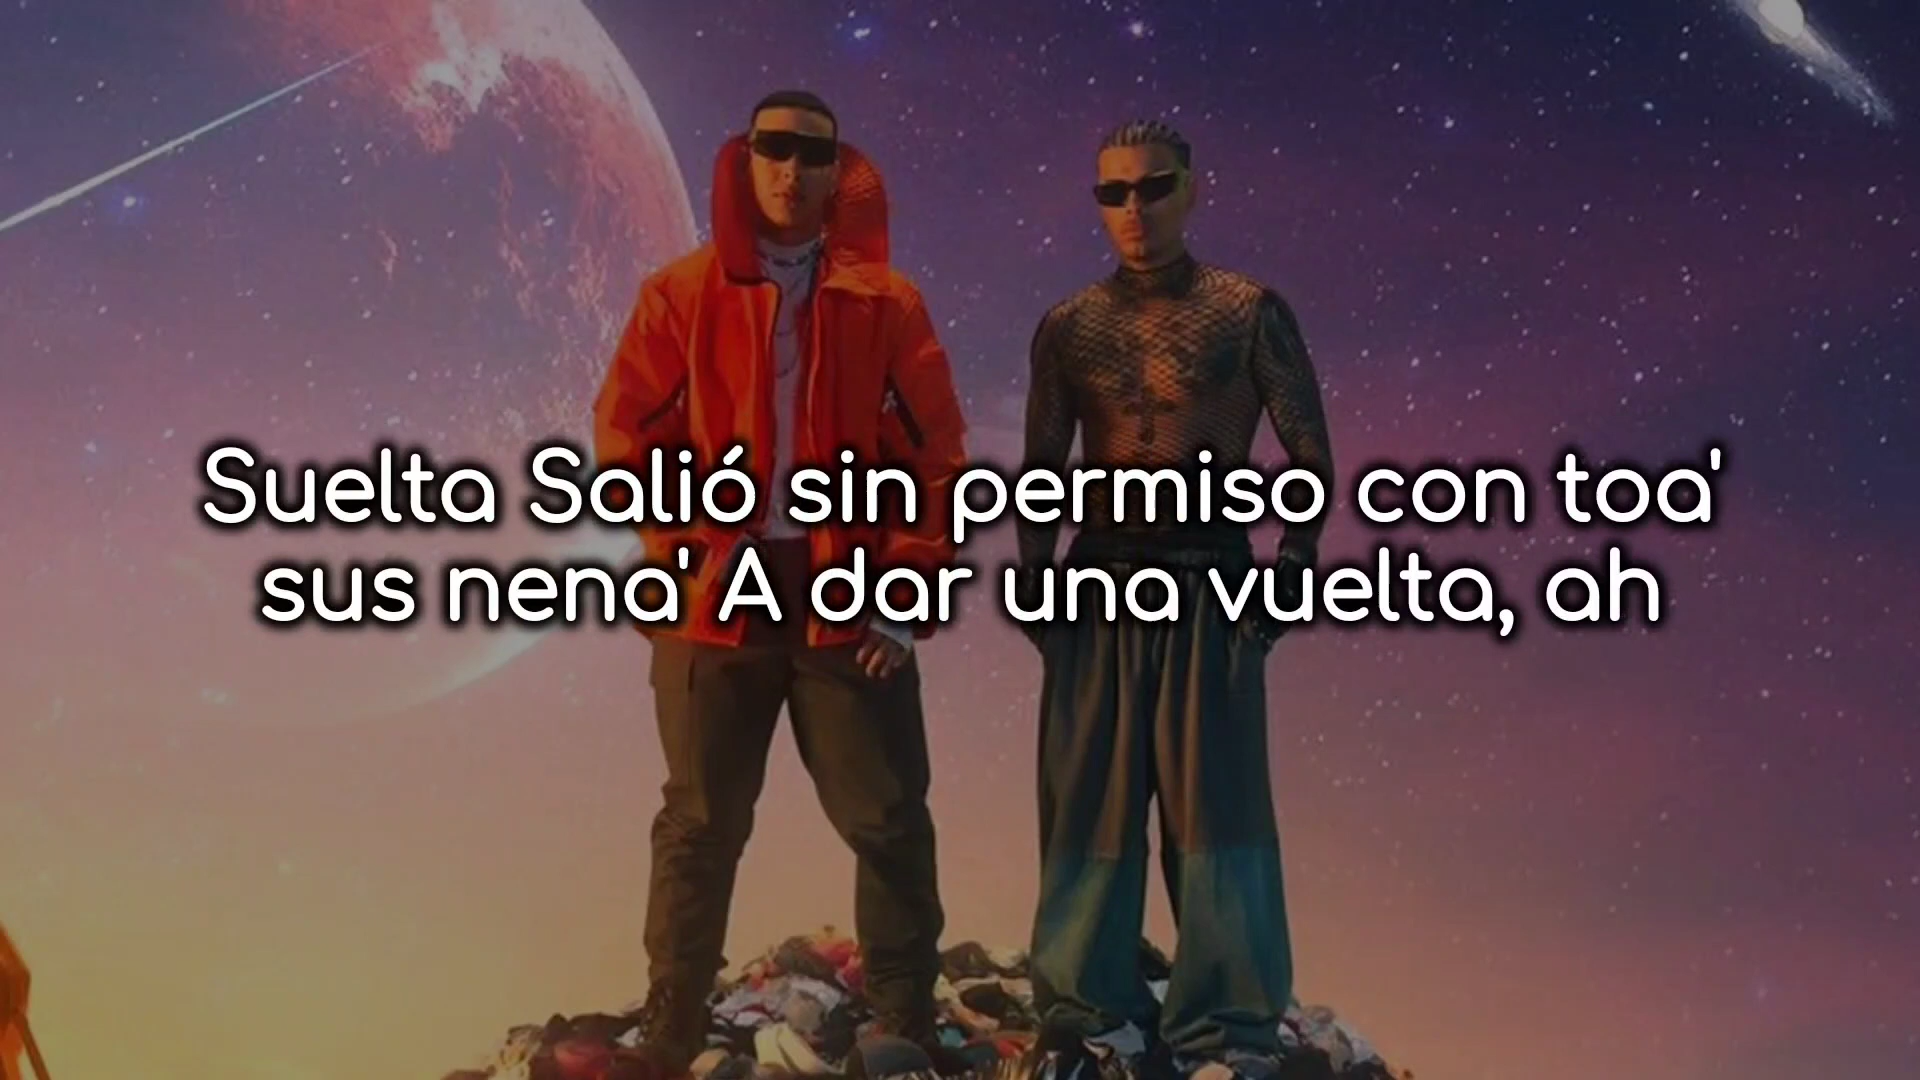 Suelta Salió sin permiso con toa'
sus nena' A dar una vuelta, ah